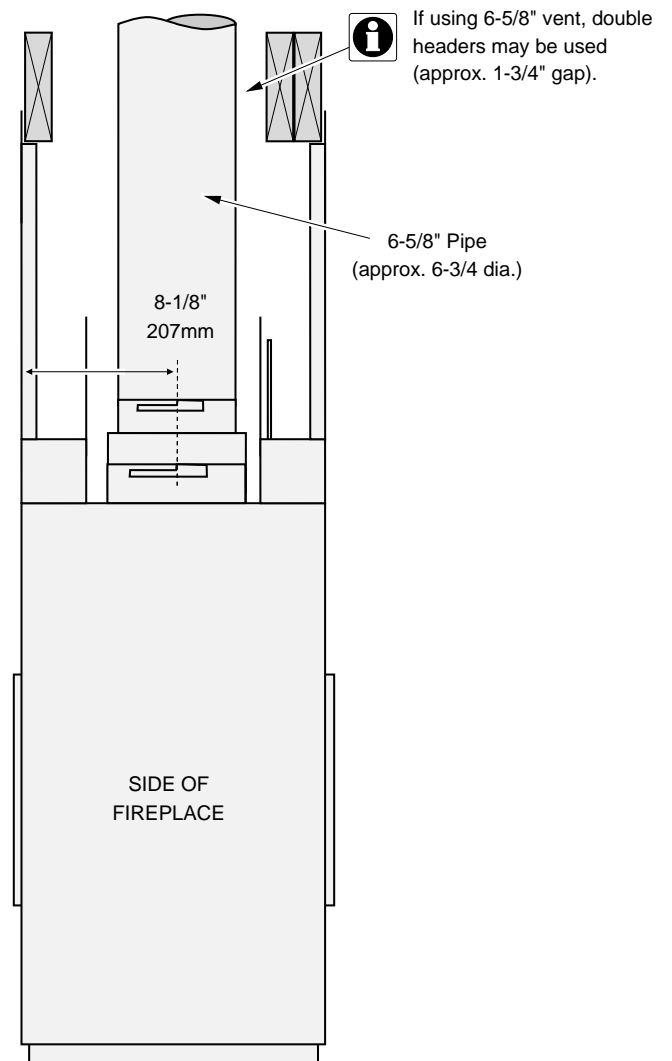 If using 6-5/8" vent, double
headers may be used
(approx. 1-3/4" gap).
6-5/8" Pipe
(approx. 6-3/4 dia.)
8-1/8"
207mm
SIDE OF
FIREPLACE